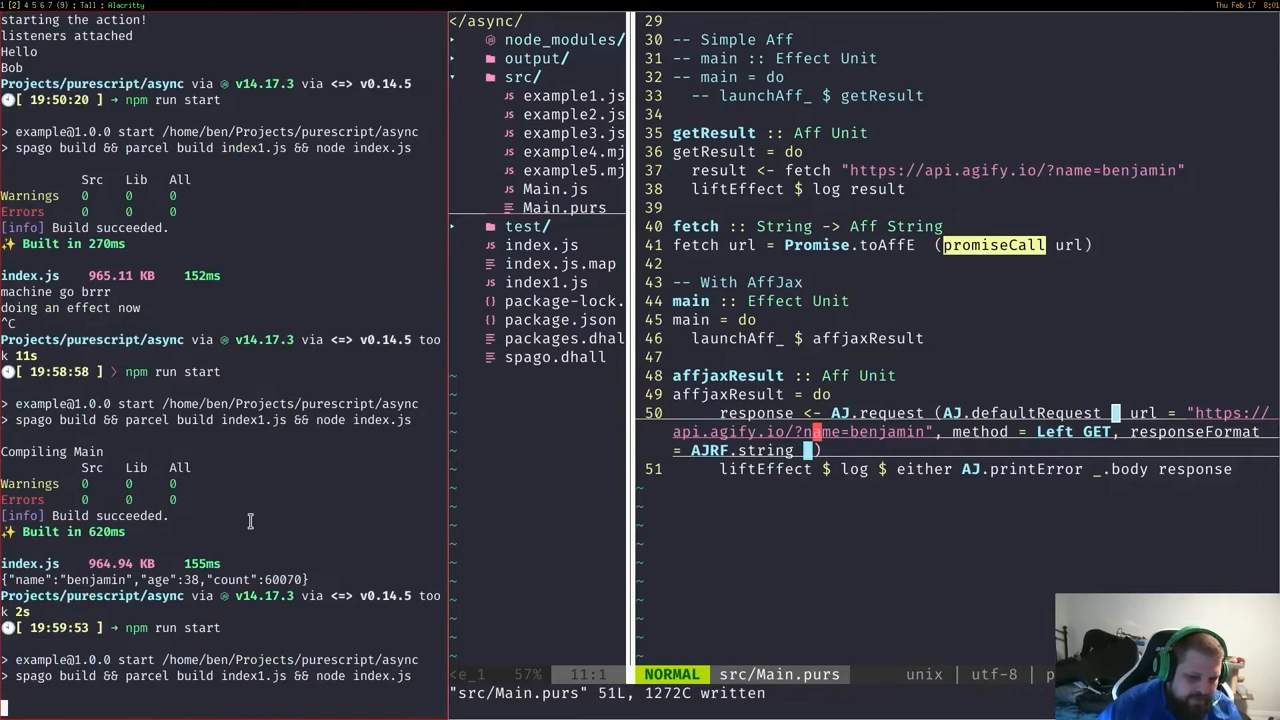 1 [2] 4 5 6 7 (9) : Tall : Alacritty
Thu Feb 17 8:01
starting the action!
listeners attached
Hello
Bob
Projects/purescript/async via v14.17.3 via <=> v0.14.5
[ 19:50:20 ] → npm run start
> example@1.0.0 start /home/ben/Projects/purescript/async
> spago build && parcel build index1.js && node index.js
Src Lib All
Warnings 0 0 0
Errors 0 0 0
[info] Build succeeded.
✨ Built in 270ms
index.js 965.11 KB 152ms
machine go brrr
doing an effect now
^C
Projects/purescript/async via v14.17.3 via <=> v0.14.5 too
k 11s
[ 19:58:58 ] 〉 npm run start
> example@1.0.0 start /home/ben/Projects/purescript/async
> spago build && parcel build index1.js && node index.js
Compiling Main
Src Lib All
Warnings 0 0 0
Errors 0 0 0
[info] Build succeeded.
✨ Built in 620ms
index.js 964.94 KB 155ms
{"name":"benjamin","age":38,"count":60070}
Projects/purescript/async via v14.17.3 via <=> v0.14.5 too
k 2s
[ 19:59:53 ] → npm run start
> example@1.0.0 start /home/ben/Projects/purescript/async
> spago build && parcel build index1.js && node index.js
</async/
node_modules/
output/
src/
JS example1.js
JS example2.js
JS example3.js
JS example4.mj
JS example5.mj
JS Main.js
Main.purs
test/
JS index.js
index.js.map
JS index1.js
{} package-lock.
{} package.json
packages.dhal
spago.dhall
~
<e_1 57% 11:1
29
30 -- Simple Aff
31 -- main :: Effect Unit
32 -- main = do
33 -- launchAff_ $ getResult
34
35 getResult :: Aff Unit
36 getResult = do
37 result <- fetch "https://api.agify.io/?name=benjamin"
38 liftEffect $ log result
39
40 fetch :: String -> Aff String
41 fetch url = Promise.toAffE (promiseCall url)
42
43 -- With AffJax
44 main :: Effect Unit
45 main = do
46 launchAff_ $ affjaxResult
47
48 affjaxResult :: Aff Unit
49 affjaxResult = do
50 response <- AJ.request (AJ.defaultRequest { url = "https://
api.agify.io/?name=benjamin", method = Left GET, responseFormat
= AJRF.string })
51 liftEffect $ log $ either AJ.printError _.body response
~
NORMAL src/Main.purs unix | utf-8 | p
"src/Main.purs" 51L, 1272C written